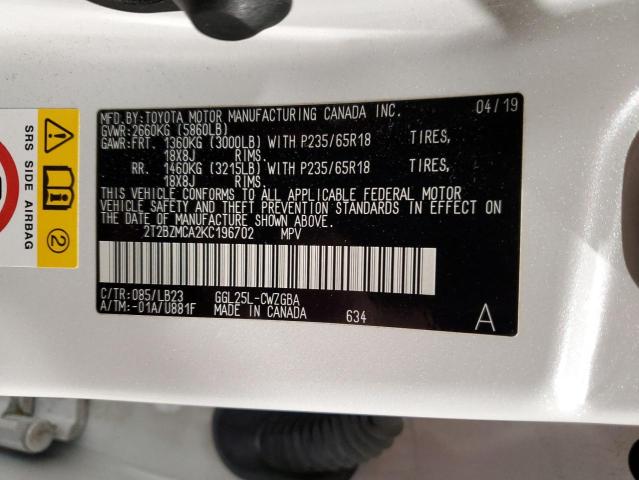 MFD.BY:TOYOTA MOTOR MANUFACTURING CANADA INC. 04/19
GVWR:2660KG (5860LB)
GAWR:FRT. 1360KG (3000LB) WITH P235/65R18 TIRES,
18X8J RIMS.
RR. 1460KG (3215LB) WITH P235/65R18 TIRES,
18X8J RIMS.
THIS VEHICLE CONFORMS TO ALL APPLICABLE FEDERAL MOTOR
VEHICLE SAFETY AND THEFT PREVENTION STANDARDS IN EFFECT
ON THE DATE OF MANUFACTURE SHOWN ABOVE.
2T2BZMCA2KC196702 MPV
C/TR:085/LB23 GGL25L-CWZGBA
A/TM:-01A/U881F MADE IN CANADA 634
A
SRS SIDE AIRBAG
2